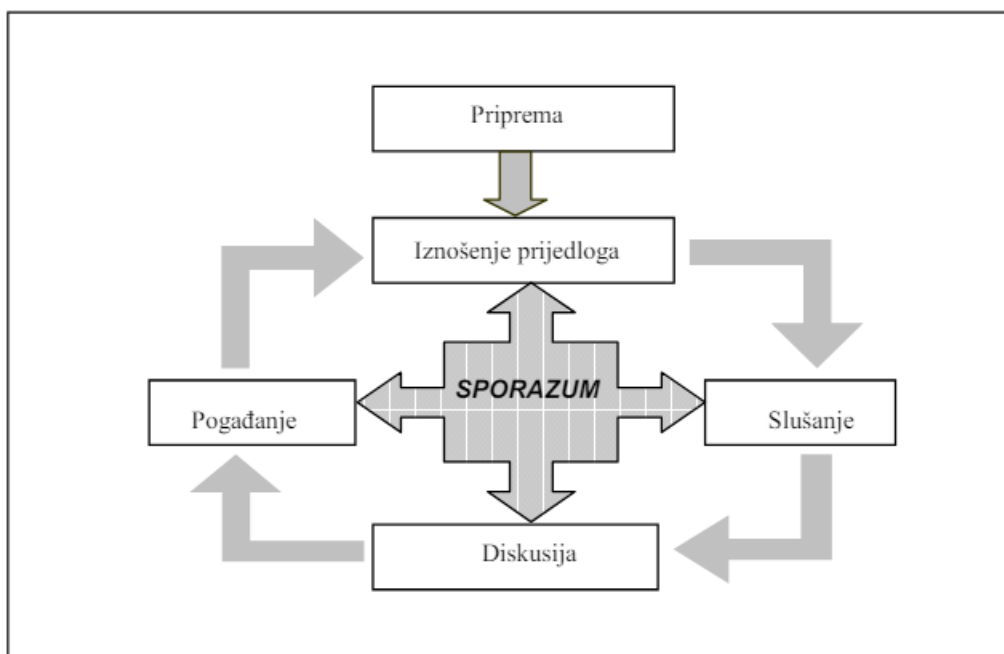 Priprema
Iznošenje prijedloga
SPORAZUM
Pogađanje
Slušanje
Diskusija